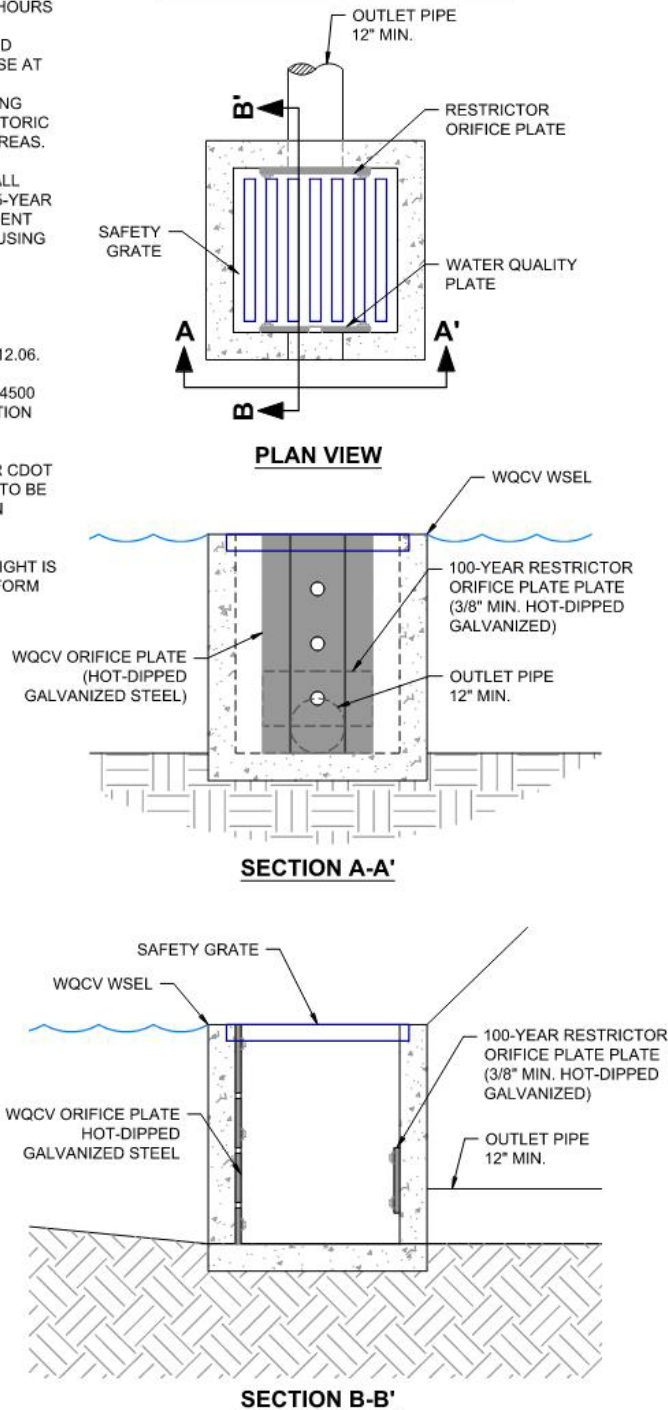 HOURS
D
SE AT
NG
TORIC
REAS.
ALL
5-YEAR
ENT
USING
12.06.
4500
TION
R CDOT
TO BE
N
IGHT IS
FORM
OUTLET PIPE
12" MIN.
B'
RESTRICTOR
ORIFICE PLATE
SAFETY
GRATE
WATER QUALITY
PLATE
A
A'
B
PLAN VIEW
WQCV WSEL
100-YEAR RESTRICTOR
ORIFICE PLATE PLATE
(3/8" MIN. HOT-DIPPED
GALVANIZED)
WQCV ORIFICE PLATE
(HOT-DIPPED
GALVANIZED STEEL)
OUTLET PIPE
12" MIN.
SECTION A-A'
SAFETY GRATE
WQCV WSEL
100-YEAR RESTRICTOR
ORIFICE PLATE PLATE
(3/8" MIN. HOT-DIPPED
GALVANIZED)
WQCV ORIFICE PLATE
HOT-DIPPED
GALVANIZED STEEL
OUTLET PIPE
12" MIN.
SECTION B-B'